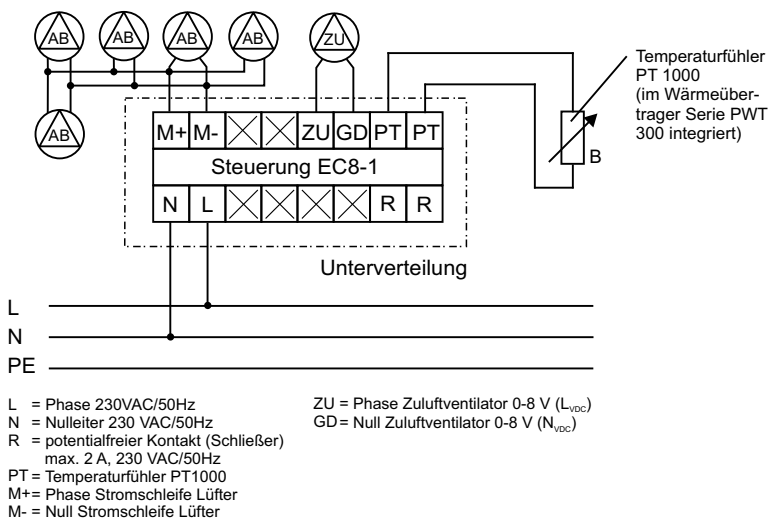 AB AB AB AB ZU
AB
Temperaturfühler
PT 1000
(im Wärmeüber-
trager Serie PWT
300 integriert)
B
M+ M- ZU GD PT PT
Steuerung EC8-1
N L R R
Unterverteilung
L
N
PE
L = Phase 230VAC/50Hz
N = Nulleiter 230 VAC/50Hz
R = potentialfreier Kontakt (Schließer)
max. 2 A, 230 VAC/50Hz
PT = Temperaturfühler PT1000
M+ = Phase Stromschleife Lüfter
M- = Null Stromschleife Lüfter
ZU = Phase Zuluftventilator 0-8 V (LVDC)
GD = Null Zuluftventilator 0-8 V (NVDC)